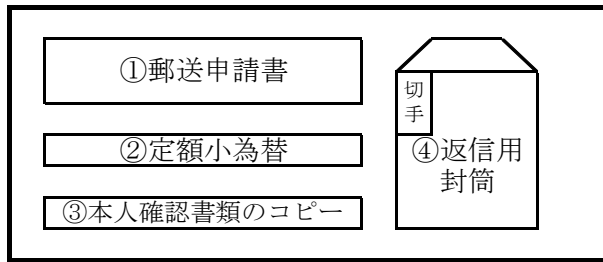 ①郵送申請書
②定額小為替
③本人確認書類のコピー
切
手
④返信用
封筒